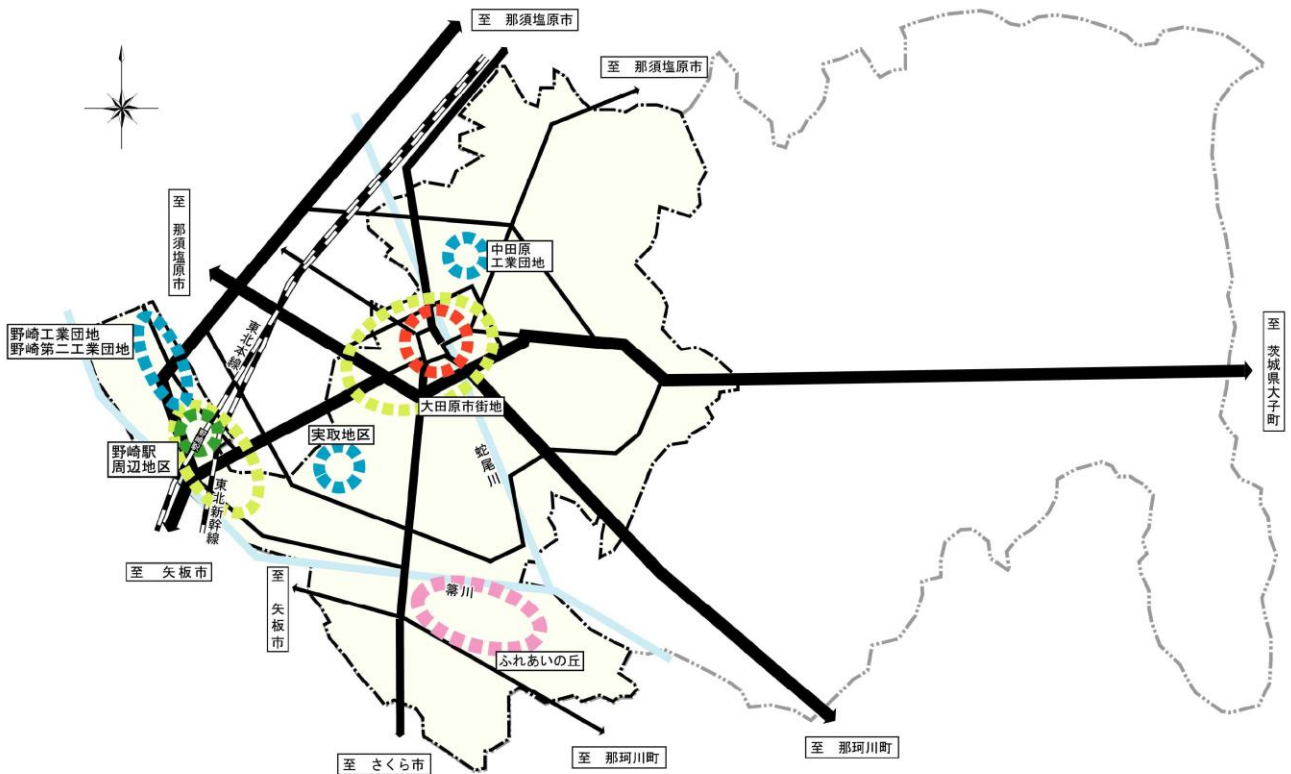 至 那須塩原市
至 那須塩原市
至 那須塩原市
中田原
工業団地
野崎工業団地
野崎第二工業団地
東北本線
至 茨城県大子町
大田原市街地
実取地区
野崎駅
野崎駅
周辺地区
蛇尾川
東北新幹線
至 矢板市
至 矢板市
箒川
ふれあいの丘
至 さくら市
至 那珂川町
至 那珂川町